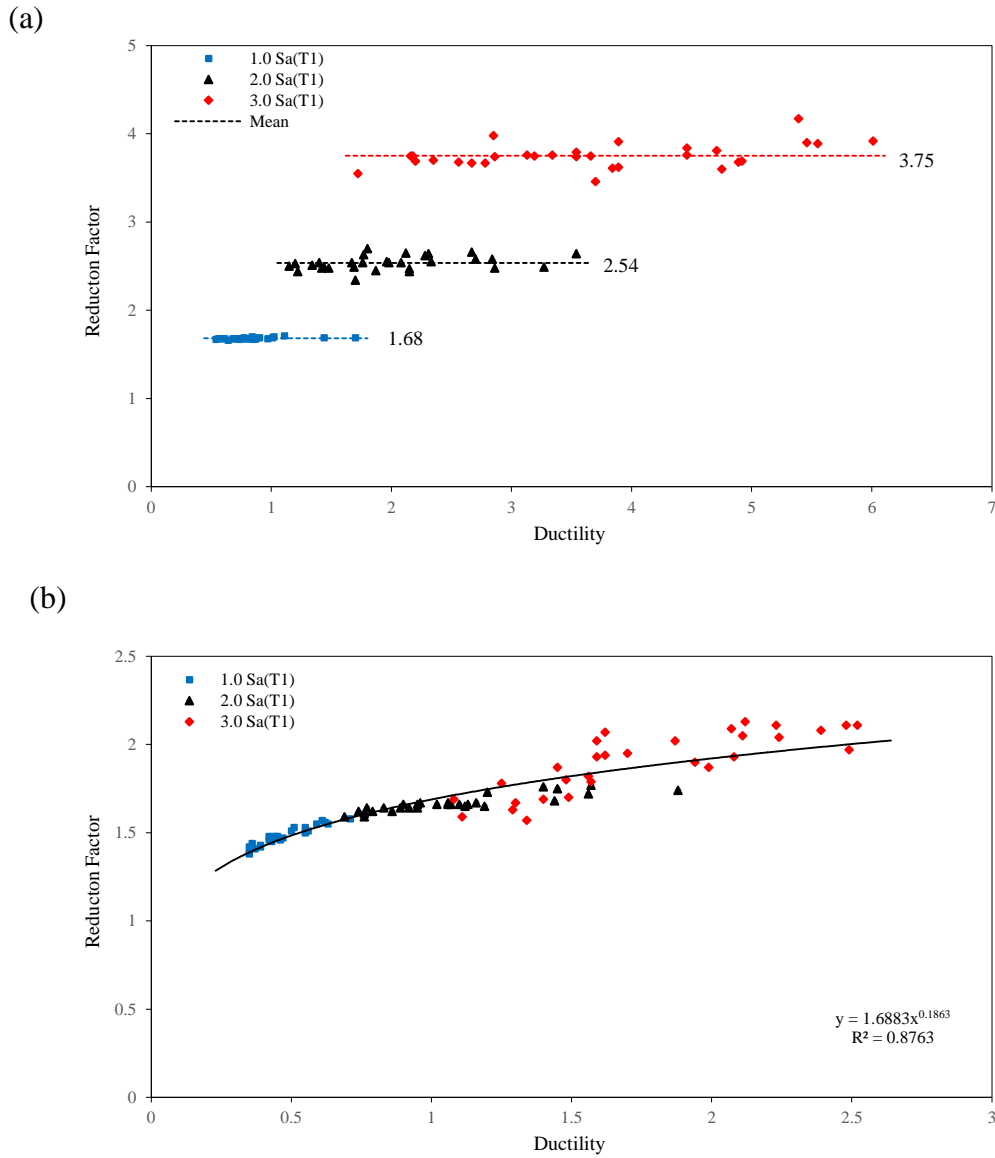 (a)
5
4
3
2
1
0
Reducton Factor
1.0 Sa(T1)
2.0 Sa(T1)
3.0 Sa(T1)
Mean
3.75
2.54
1.68
0 1 2 3 4 5 6 7
Ductility
(b)
2.5
2
1.5
1
0.5
0
Reducton Factor
1.0 Sa(T1)
2.0 Sa(T1)
3.0 Sa(T1)
y = 1.6883x^0.1863
R² = 0.8763
0 0.5 1 1.5 2 2.5 3
Ductility